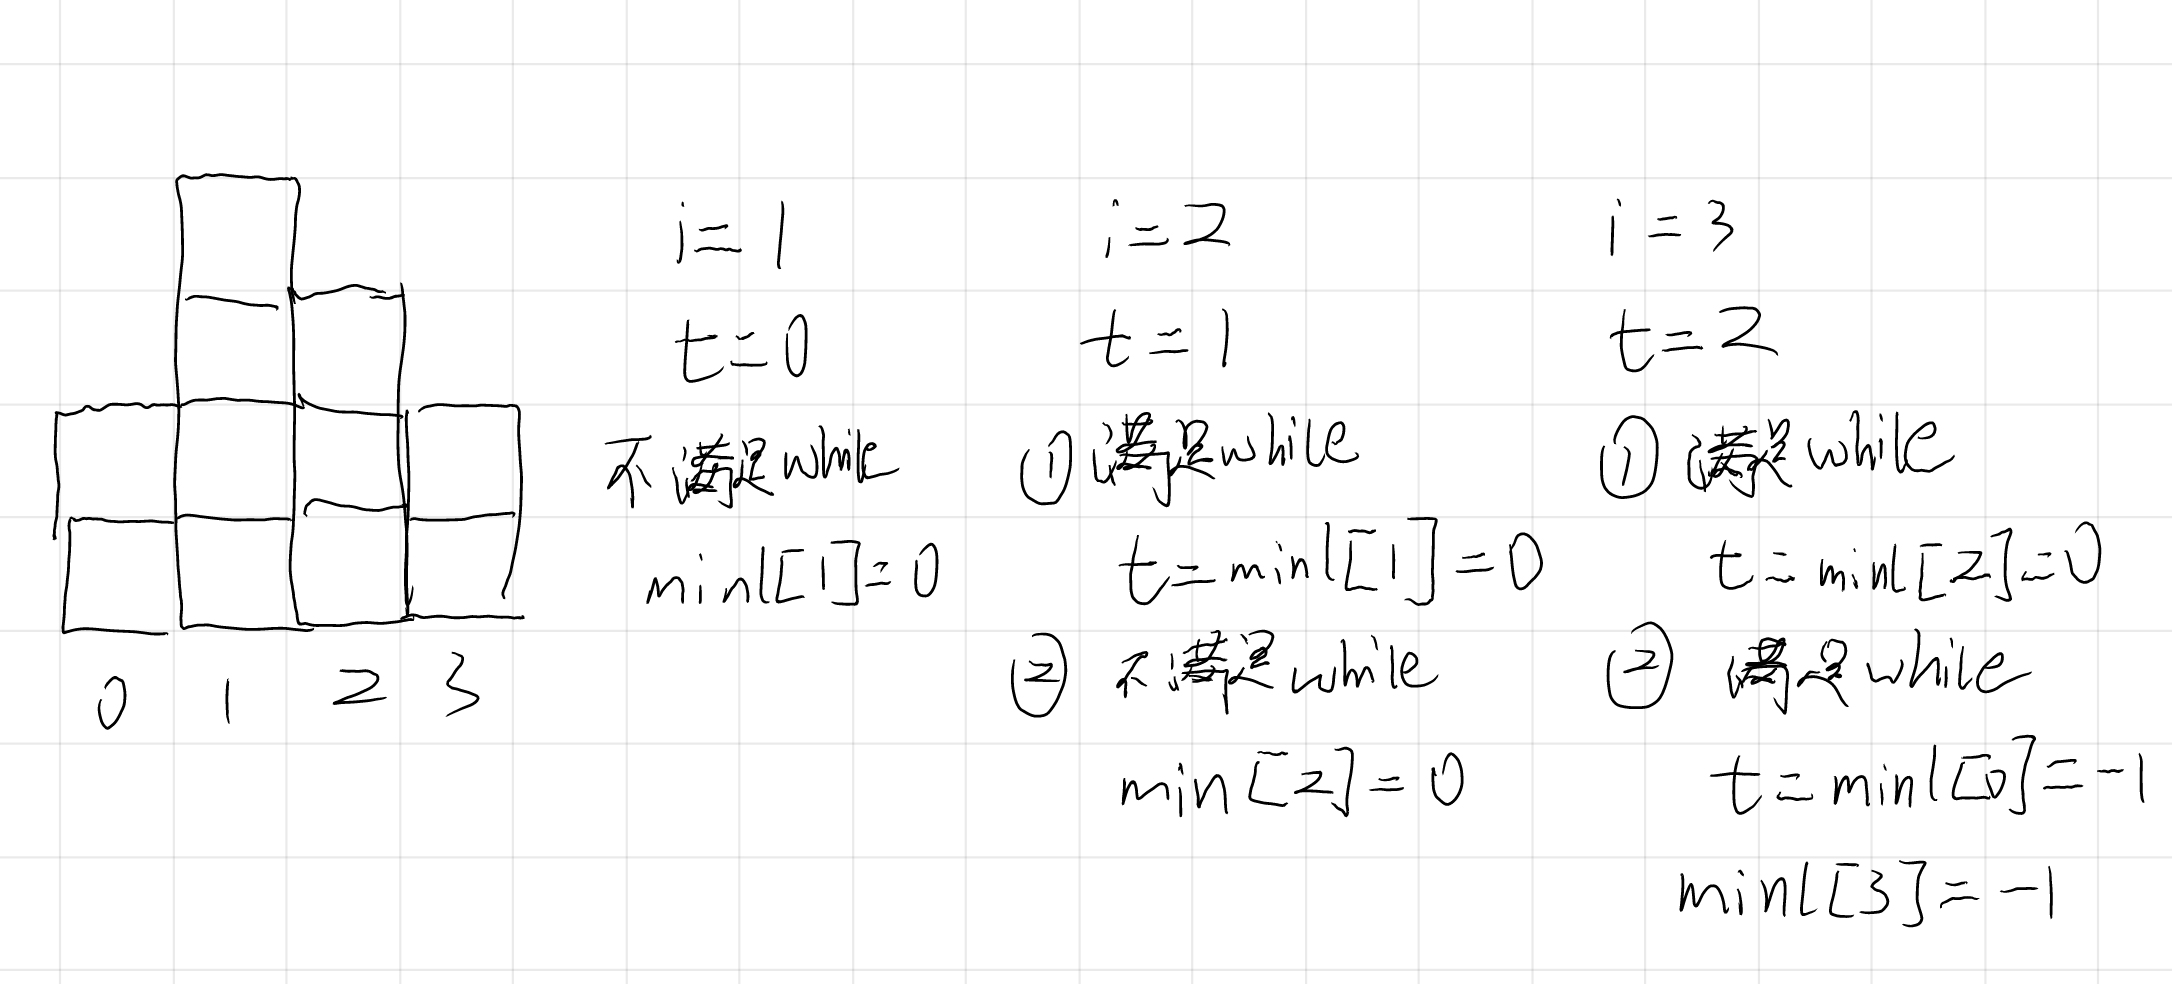 0 1 2 3
i=1
t=0
不满足while
minl[1]=0
i=2
t=1
① 满足while
t=minl[1]=0
② 不满足while
min[2]=0
i=3
t=2
① 满足while
t=minl[2]=0
② 满足while
t=minl[0]=-1
minl[3]=-1